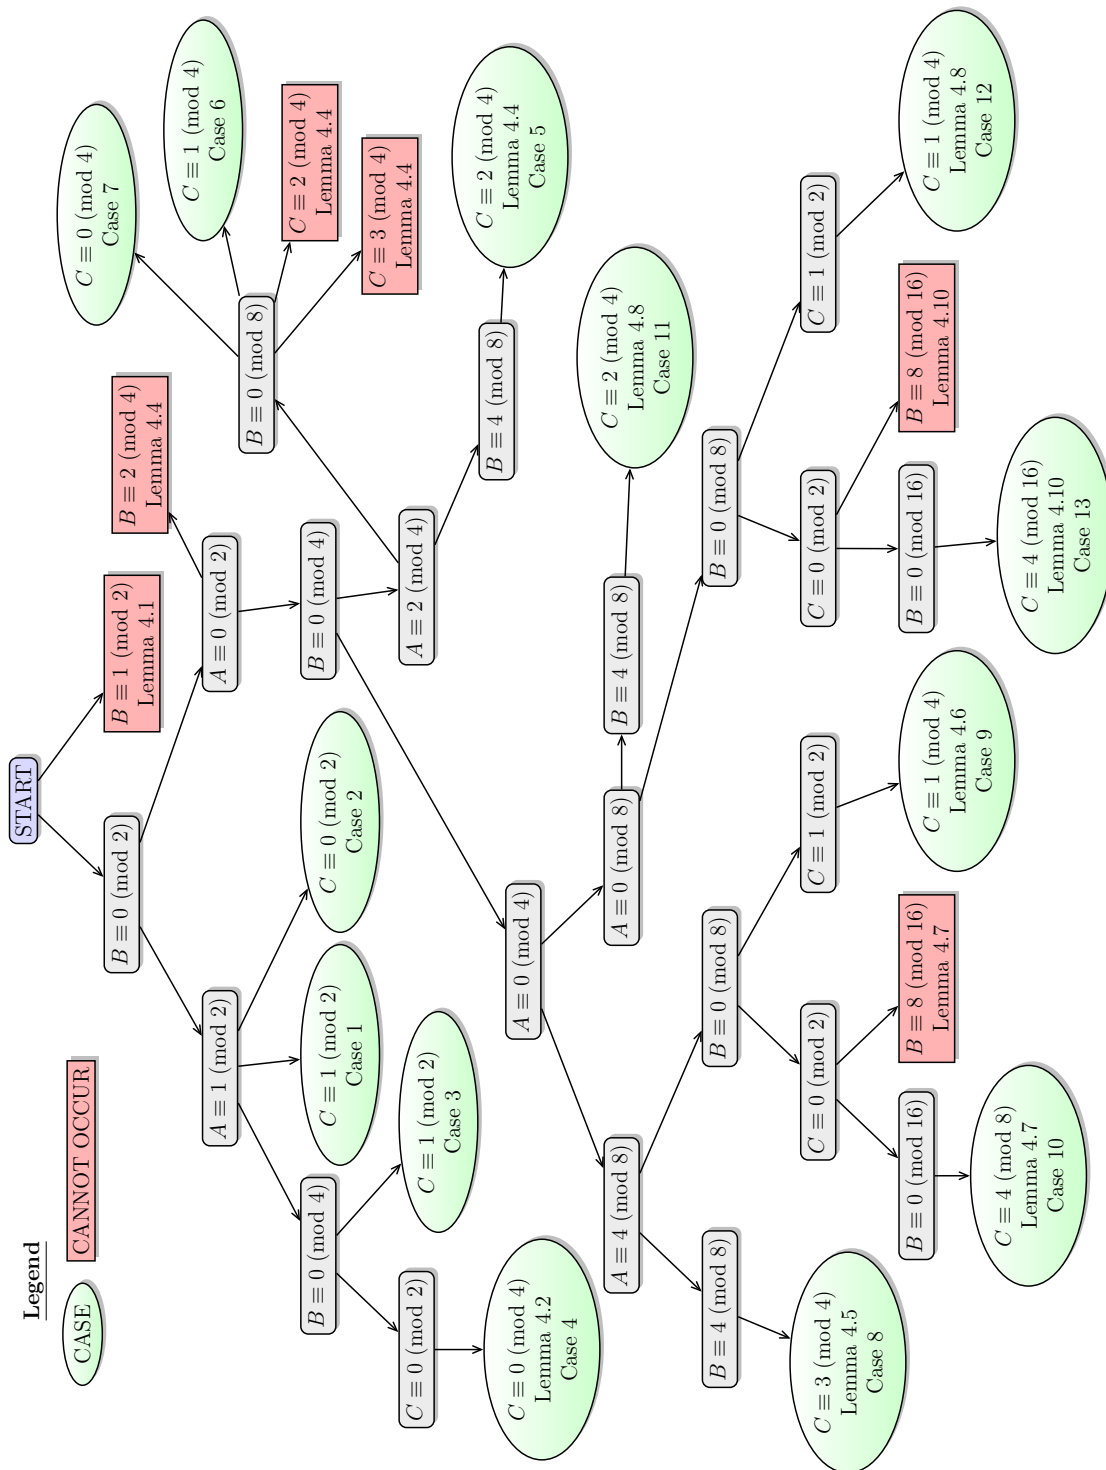 Legend
CASE
CANNOT OCCUR
START
B ≡ 0 (mod 2)
B ≡ 1 (mod 2)
Lemma 4.1
A ≡ 1 (mod 2)
A ≡ 0 (mod 2)
B ≡ 2 (mod 4)
Lemma 4.4
B ≡ 0 (mod 4)
C ≡ 1 (mod 2)
Case 1
C ≡ 0 (mod 2)
Case 2
B ≡ 0 (mod 4)
C ≡ 0 (mod 2)
C ≡ 1 (mod 2)
Case 3
C ≡ 0 (mod 4)
Lemma 4.2
Case 4
A ≡ 2 (mod 4)
B ≡ 0 (mod 8)
C ≡ 0 (mod 4)
Case 7
C ≡ 1 (mod 4)
Case 6
C ≡ 2 (mod 4)
Lemma 4.4
C ≡ 3 (mod 4)
Lemma 4.4
B ≡ 4 (mod 8)
C ≡ 2 (mod 4)
Lemma 4.4
Case 5
A ≡ 0 (mod 4)
A ≡ 4 (mod 8)
A ≡ 0 (mod 8)
B ≡ 4 (mod 8)
C ≡ 2 (mod 4)
Lemma 4.8
Case 11
B ≡ 4 (mod 8)
C ≡ 3 (mod 4)
Lemma 4.5
Case 8
B ≡ 0 (mod 8)
C ≡ 0 (mod 2)
B ≡ 0 (mod 16)
C ≡ 4 (mod 8)
Lemma 4.7
Case 10
B ≡ 8 (mod 16)
Lemma 4.7
C ≡ 1 (mod 2)
C ≡ 1 (mod 4)
Lemma 4.6
Case 9
B ≡ 0 (mod 8)
C ≡ 0 (mod 2)
B ≡ 0 (mod 16)
C ≡ 4 (mod 16)
Lemma 4.10
Case 13
B ≡ 8 (mod 16)
Lemma 4.10
C ≡ 1 (mod 2)
C ≡ 1 (mod 4)
Lemma 4.8
Case 12